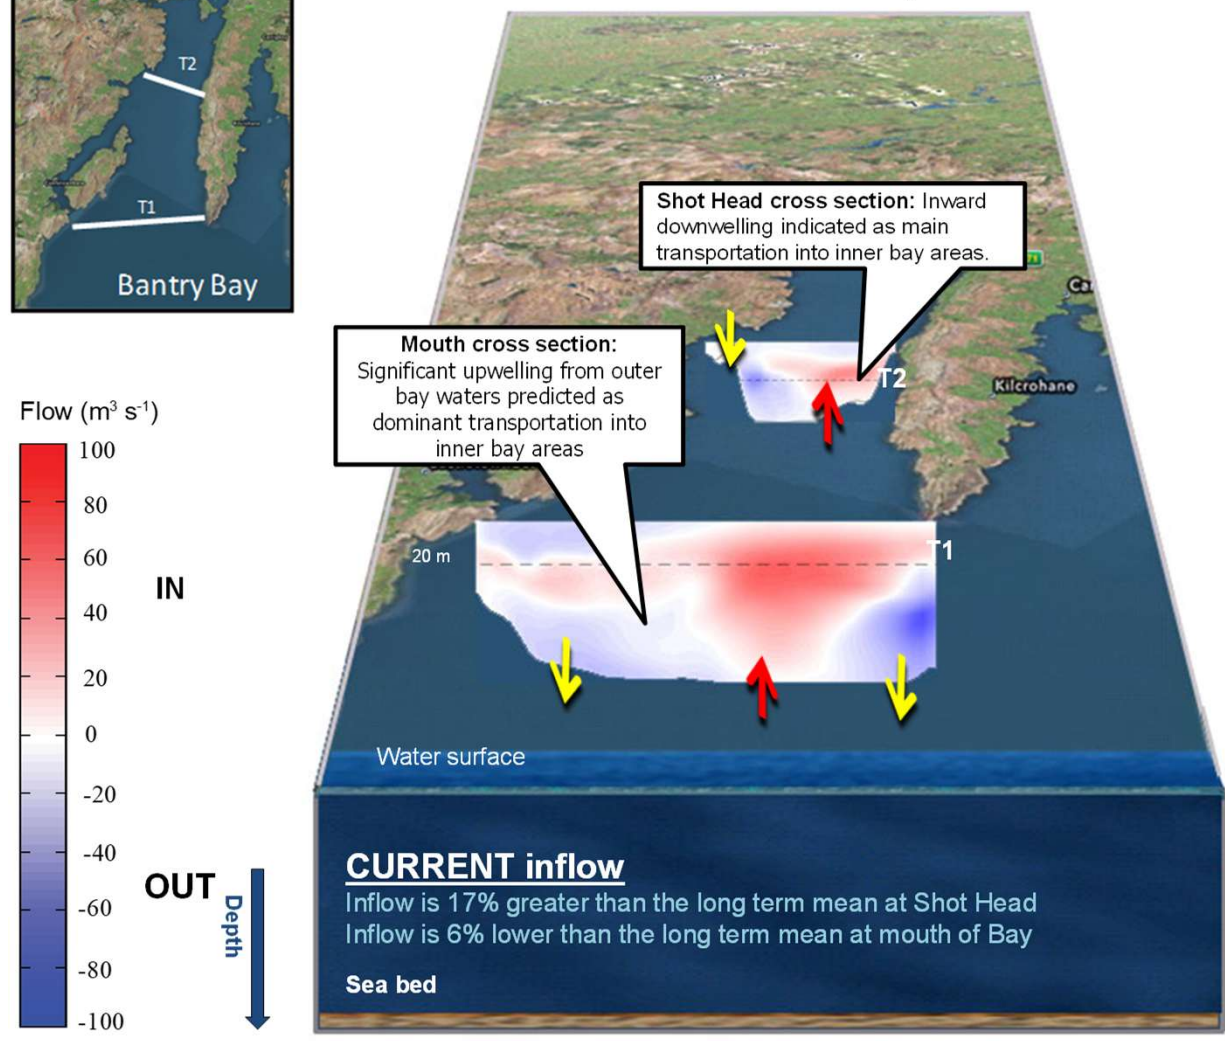 T2
T1
Bantry Bay
Shot Head cross section: Inward
downwelling indicated as main
transportation into inner bay areas.
71
Mouth cross section:
Significant upwelling from outer
bay waters predicted as
dominant transportation into
inner bay areas
T2
Kilcrohane
Flow (m³ s⁻¹)
100
80
60
40
20
0
-20
-40
-60
-80
-100
IN
OUT
Depth
20 m
T1
Water surface
CURRENT inflow
Inflow is 17% greater than the long term mean at Shot Head
Inflow is 6% lower than the long term mean at mouth of Bay
Sea bed